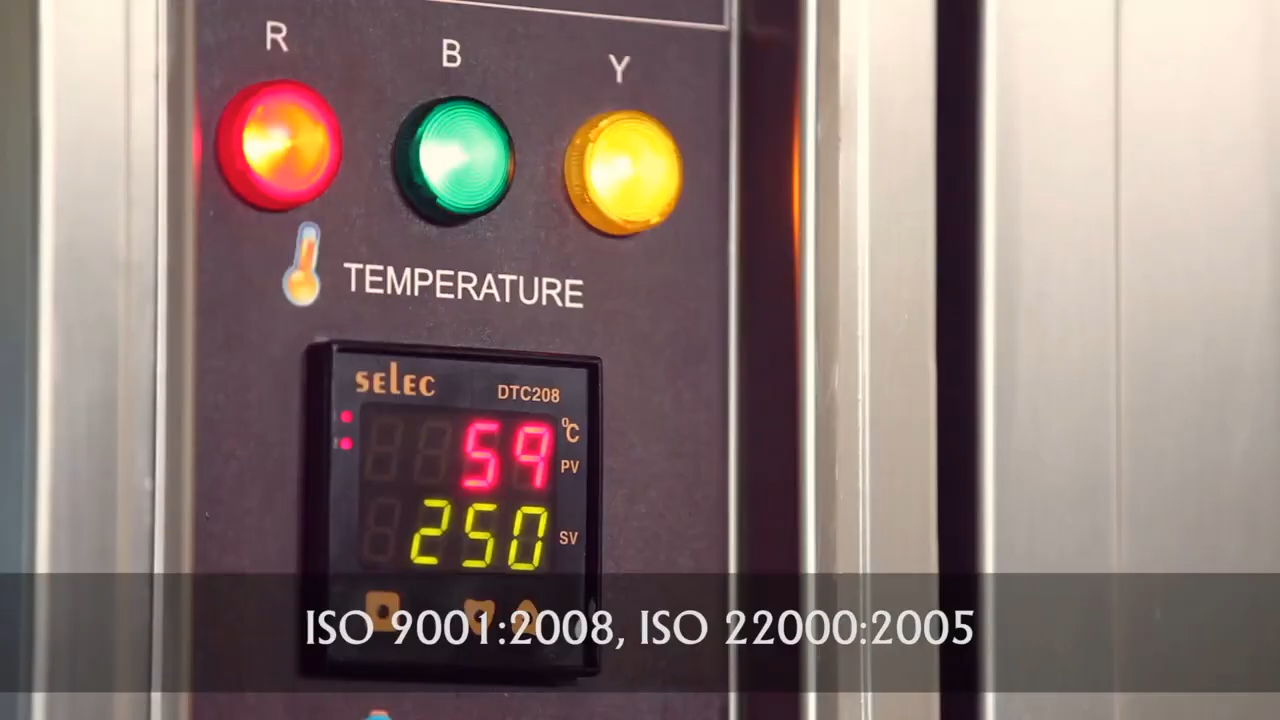 R B Y
TEMPERATURE
selec DTC208
59 °C
PV
250 SV
ISO 9001:2008, ISO 22000:2005